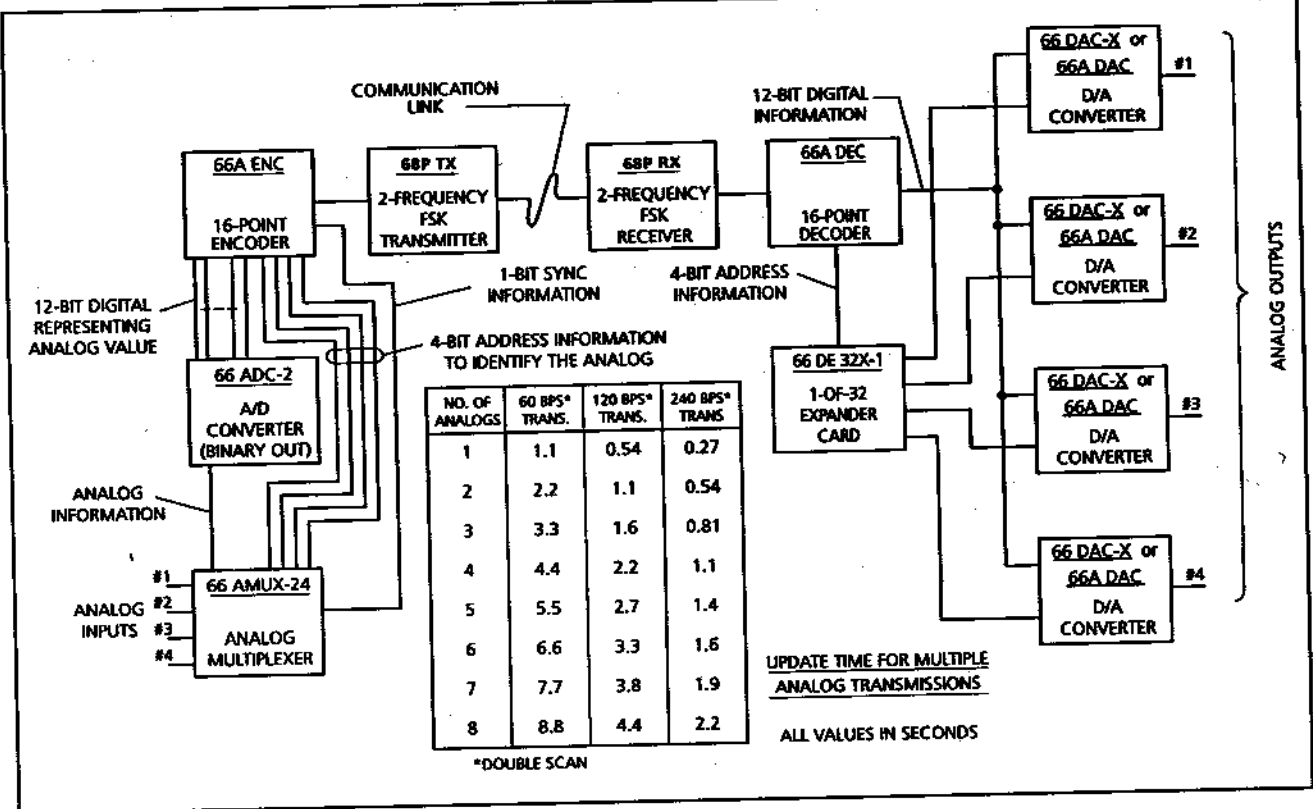 COMMUNICATION
LINK
66A ENC
16-POINT
ENCODER
68P TX
2-FREQUENCY
FSK
TRANSMITTER
68P RX
2-FREQUENCY
FSK
RECEIVER
12-BIT DIGITAL
INFORMATION
66A DEC
16-POINT
DECODER
66 DAC-X or
66A DAC
D/A
CONVERTER
#1
66 DAC-X or
66A DAC
D/A
CONVERTER
#2
66 DAC-X or
66A DAC
D/A
CONVERTER
#3
66 DAC-X or
66A DAC
D/A
CONVERTER
#4
ANALOG OUTPUTS
12-BIT DIGITAL
REPRESENTING
ANALOG VALUE
1-BIT SYNC
INFORMATION
4-BIT ADDRESS
INFORMATION
4-BIT ADDRESS INFORMATION
TO IDENTIFY THE ANALOG
66 ADC-2
A/D
CONVERTER
(BINARY OUT)
66 DE 32X-1
1-OF-32
EXPANDER
CARD
ANALOG
INFORMATION
ANALOG
INPUTS
#1
#2
#3
#4
66 AMUX-24
ANALOG
MULTIPLEXER
NO. OF ANALOGS 60 BPS* TRANS. 120 BPS* TRANS. 240 BPS* TRANS
1 1.1 0.54 0.27
2 2.2 1.1 0.54
3 3.3 1.6 0.81
4 4.4 2.2 1.1
5 5.5 2.7 1.4
6 6.6 3.3 1.6
7 7.7 3.8 1.9
8 8.8 4.4 2.2
*DOUBLE SCAN
UPDATE TIME FOR MULTIPLE
ANALOG TRANSMISSIONS
ALL VALUES IN SECONDS